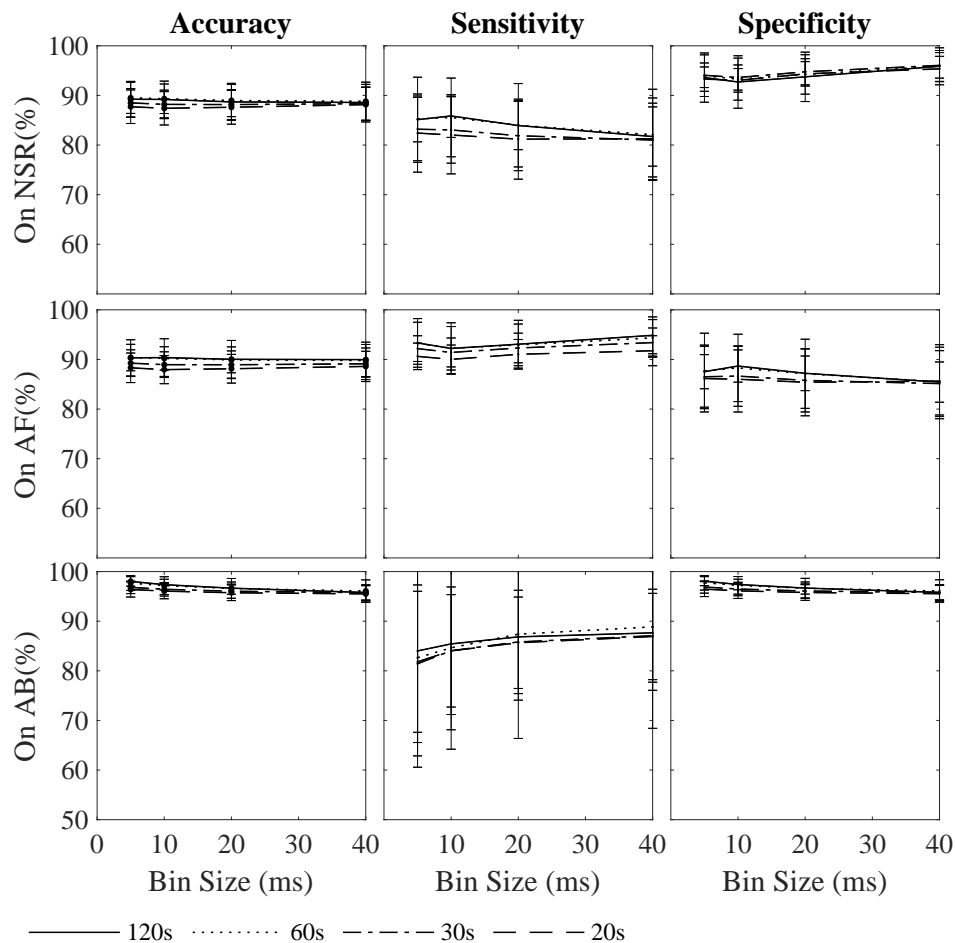 Accuracy Sensitivity Specificity
100
90
80
70
60
On NSR(%)
100
90
80
70
60
On AF(%)
100
90
80
70
60
50
On AB(%)
0 10 20 30 40 10 20 30 40 10 20 30 40
Bin Size (ms) Bin Size (ms) Bin Size (ms)
120s 60s 30s 20s